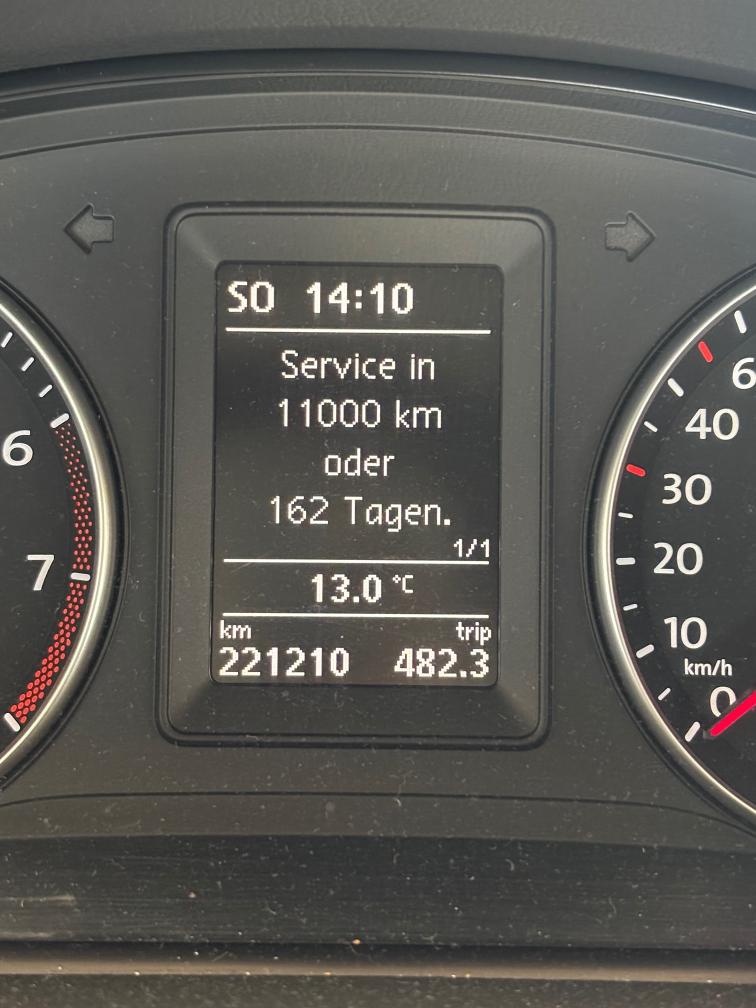 SO 14:10
Service in
11000 km
oder
162 Tagen.
1/1
13.0 °C
km trip
221210 482.3
6
7
6
40
30
20
10
km/h
0